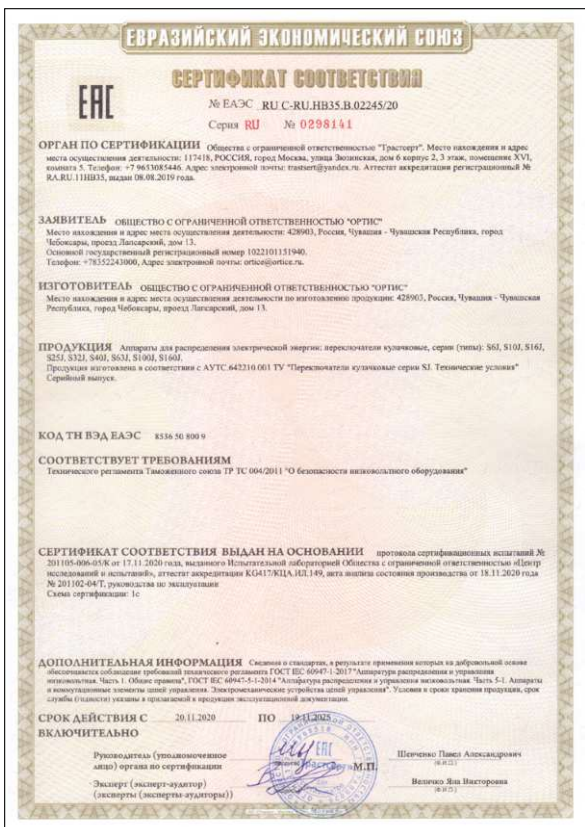 ЕВРАЗИЙСКИЙ ЭКОНОМИЧЕСКИЙ СОЮЗ
СЕРТИФИКАТ СООТВЕТСТВИЯ
ЕАС
№ ЕАЭС RU C-RU.НВ35.В.02245/20
Серия RU № 0298141
ОРГАН ПО СЕРТИФИКАЦИИ Общества с ограниченной ответственностью "Трастсерт". Место нахождения и адрес
места осуществления деятельности: 117418, РОССИЯ, город Москва, улица Зюзинская, дом 6 корпус 2, 3 этаж, помещение XVI,
комната 5. Телефон: +7 9653085446. Адрес электронной почты: trastsert@yandex.ru. Аттестат аккредитации регистрационный №
RA.RU.11НВ35, выдан 08.08.2019 года.
ЗАЯВИТЕЛЬ ОБЩЕСТВО С ОГРАНИЧЕННОЙ ОТВЕТСТВЕННОСТЬЮ "ОРТИС"
Место нахождения и адрес места осуществления деятельности: 428903, Россия, Чувашия - Чувашская Республика, город
Чебоксары, проезд Лапсарский, дом 13.
Основной государственный регистрационный номер 1022101151940.
Телефон: +78352243000, Адрес электронной почты: ortice@ortice.ru.
ИЗГОТОВИТЕЛЬ ОБЩЕСТВО С ОГРАНИЧЕННОЙ ОТВЕТСТВЕННОСТЬЮ "ОРТИС"
Место нахождения и адрес места осуществления деятельности по изготовлению продукции: 428903, Россия, Чувашия - Чувашская
Республика, город Чебоксары, проезд Лапсарский, дом 13.
ПРОДУКЦИЯ Аппараты для распределения электрической энергии: переключатели кулачковые, серии (типы): S6J, S10J, S16J,
S25J, S32J, S40J, S63J, S100J, S160J.
Продукция изготовлена в соответствии с АУТС.642210.001 ТУ "Переключатели кулачковые серии SJ. Технические условия"
Серийный выпуск.
КОД ТН ВЭД ЕАЭС 8536 50 800 9
СООТВЕТСТВУЕТ ТРЕБОВАНИЯМ
Технического регламента Таможенного союза ТР ТС 004/2011 "О безопасности низковольтного оборудования"
СЕРТИФИКАТ СООТВЕТСТВИЯ ВЫДАН НА ОСНОВАНИИ протокола сертификационных испытаний №
201105-006-05/К от 17.11.2020 года, выданного Испытательной лабораторией Общества с ограниченной ответственностью «Центр
исследований и испытаний», аттестат аккредитации KG417/КЦА.ИЛ.149, акта анализа состояния производства от 18.11.2020 года
№ 201102-04/Т, руководства по эксплуатации
Схема сертификации: 1с
ДОПОЛНИТЕЛЬНАЯ ИНФОРМАЦИЯ Сведения о стандартах, в результате применения которых на добровольной основе
обеспечивается соблюдение требований технического регламента ГОСТ IEC 60947-1-2017 "Аппаратура распределения и управления
низковольтная. Часть 1. Общие правила", ГОСТ IEC 60947-5-1-2014 "Аппаратура распределения и управления низковольтная. Часть 5-1. Аппараты
и коммутационные элементы цепей управления. Электромеханические устройства цепей управления". Условия и сроки хранения продукции, срок
службы (годности) указаны в прилагаемой к продукции эксплуатационной документации.
СРОК ДЕЙСТВИЯ С 20.11.2020 ПО 19.11.2025
ВКЛЮЧИТЕЛЬНО
Руководитель (уполномоченное
лицо) органа по сертификации
М.П.
Шевченко Павел Александрович
(Ф.И.О.)
Эксперт (эксперт-аудитор)
(эксперты (эксперты-аудиторы))
Величко Яна Викторовна
(Ф.И.О.)